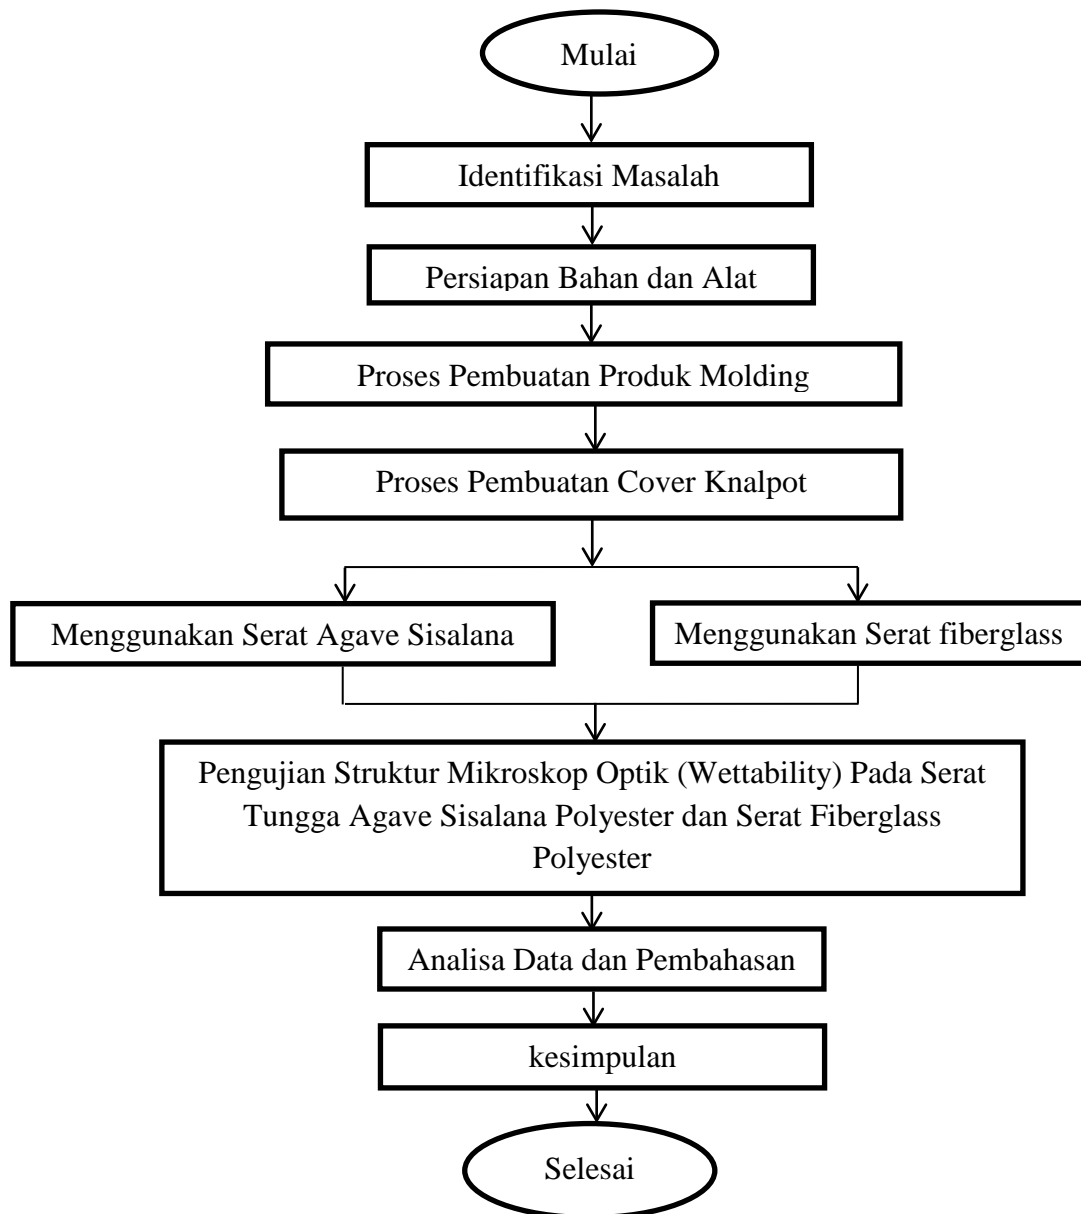 Mulai
Identifikasi Masalah
Persiapan Bahan dan Alat
Proses Pembuatan Produk Molding
Proses Pembuatan Cover Knalpot
Menggunakan Serat Agave Sisalana
Menggunakan Serat fiberglass
Pengujian Struktur Mikroskop Optik (Wettability) Pada Serat
Tungga Agave Sisalana Polyester dan Serat Fiberglass
Polyester
Analisa Data dan Pembahasan
kesimpulan
Selesai